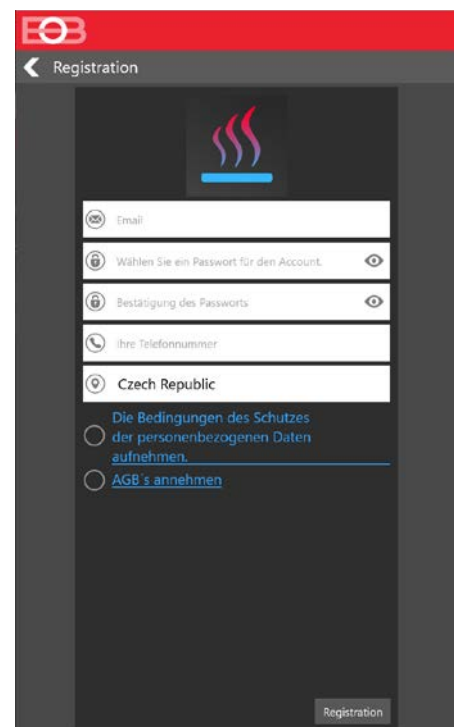 EOB
Registration
Email
Wählen Sie ein Passwort für den Account.
Bestätigung des Passworts
Ihre Telefonnummer
Czech Republic
Die Bedingungen des Schutzes
der personenbezogenen Daten
aufnehmen.
AGB´s annehmen
Registration